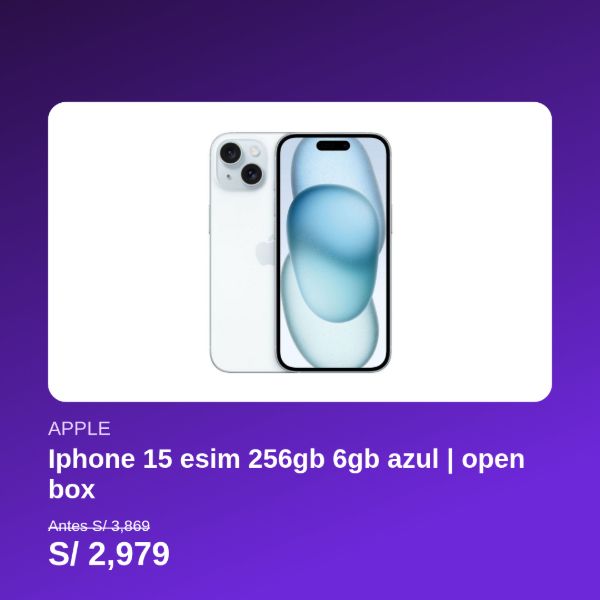 APPLE
Iphone 15 esim 256gb 6gb azul | open
box
Antes S/ 3,869
S/ 2,979